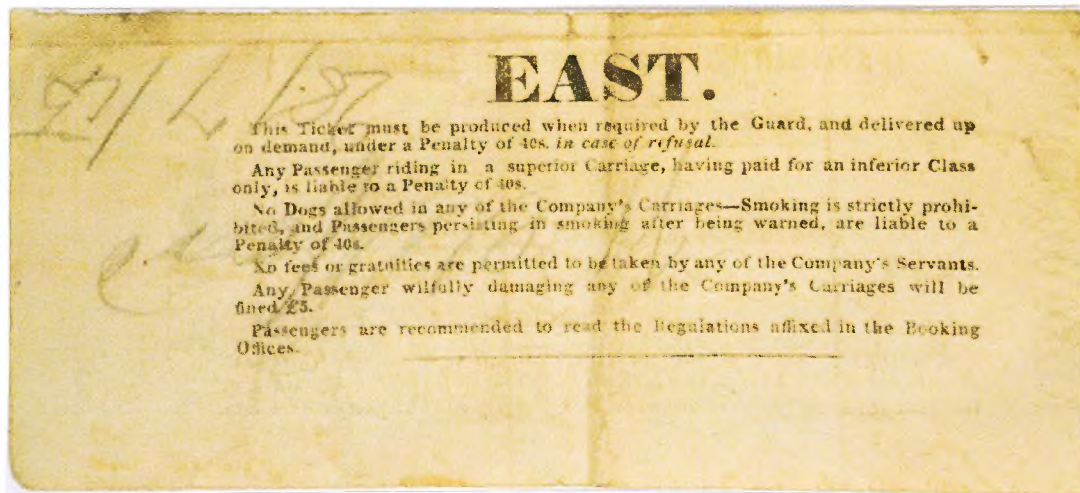 EAST.
This Ticket must be produced when required by the Guard, and delivered up
on demand, under a Penalty of 40s. in case of refusal.
Any Passenger riding in a superior Carriage, having paid for an inferior Class
only, is liable to a Penalty of 40s.
No Dogs allowed in any of the Company's Carriages—Smoking is strictly prohi-
bited, and Passengers persisting in smoking after being warned, are liable to a
Penalty of 40s.
No fees or gratuities are permitted to be taken by any of the Company's Servants.
Any Passenger wilfully damaging any of the Company's Carriages will be
fined £5.
Passengers are recommended to read the Regulations affixed in the Booking
Offices.